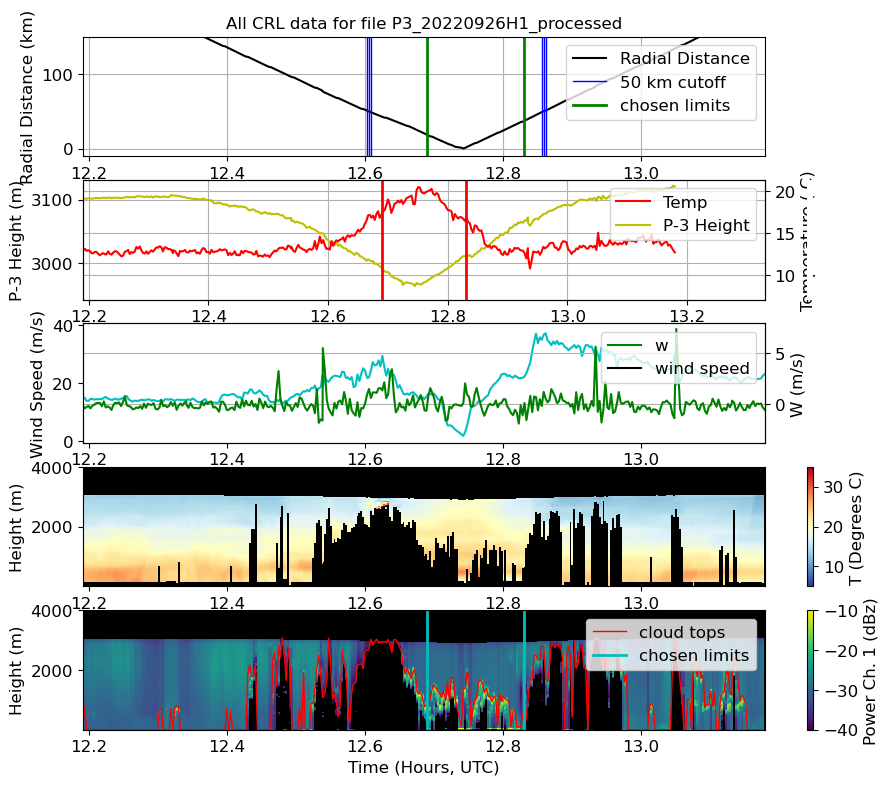 All CRL data for file P3_20220926H1_processed
Radial Distance (km)
100
0
Radial Distance
50 km cutoff
chosen limits
12.2 12.4 12.6 12.8 13.0
P-3 Height (m)
3100
3000
Temp
P-3 Height
20
15
10
12.2 12.4 12.6 12.8 13.0 13.2
Wind Speed (m/s)
40
20
0
w
wind speed
5
0
W (m/s)
12.2 12.4 12.6 12.8 13.0
Height (m)
4000
2000
30
20
10
T (Degrees C)
12.2 12.4 12.6 12.8 13.0
Height (m)
4000
2000
cloud tops
chosen limits
−10
−20
−30
−40
Power Ch. 1 (dBz)
12.2 12.4 12.6 12.8 13.0
Time (Hours, UTC)